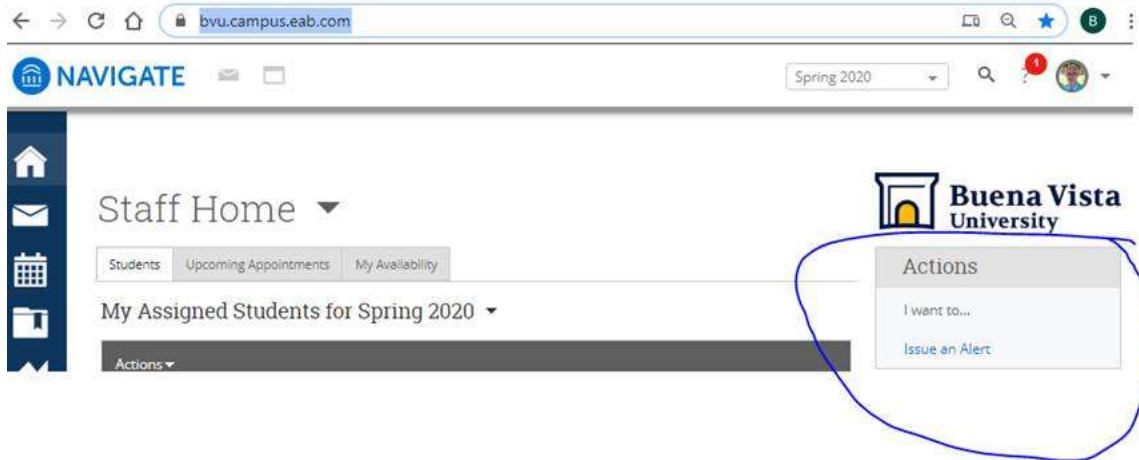 bvu.campus.eab.com
B
NAVIGATE
Spring 2020
?
1
Staff Home
Buena Vista
University
Students Upcoming Appointments My Availability
Actions
My Assigned Students for Spring 2020
I want to...
Issue an Alert
Actions